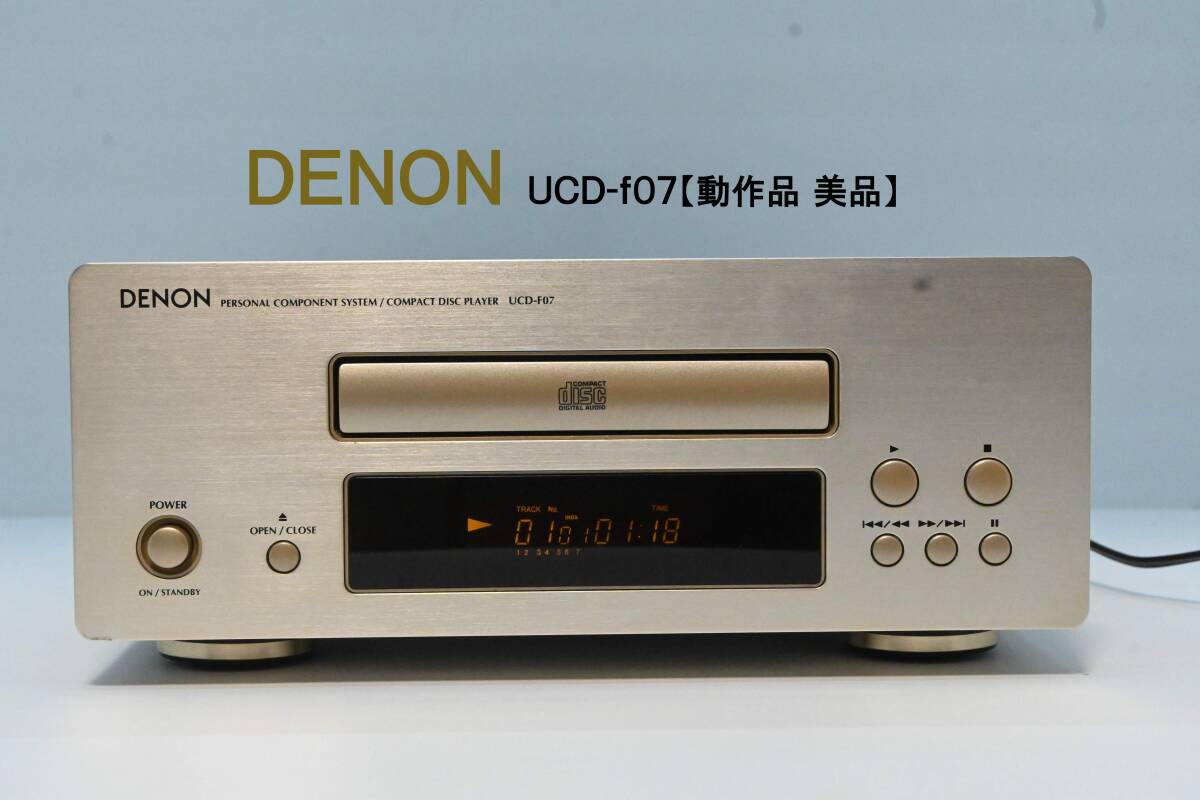 DENON UCD-f07【動作品 美品】
DENON PERSONAL COMPONENT SYSTEM / COMPACT DISC PLAYER UCD-F07
COMPACT
disc
DIGITAL AUDIO
POWER
OPEN / CLOSE
ON / STANDBY
TRACK No. INDEX TIME
01 01 01:18
1 2 3 4 5 6 7